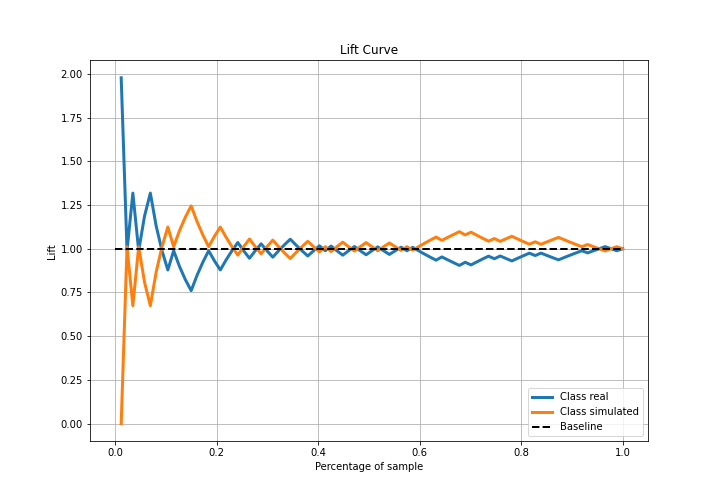 Lift Curve
2.00
1.75
1.50
1.25
1.00
0.75
0.50
0.25
0.00
Lift
0.0 0.2 0.4 0.6 0.8 1.0
Percentage of sample
Class real
Class simulated
Baseline